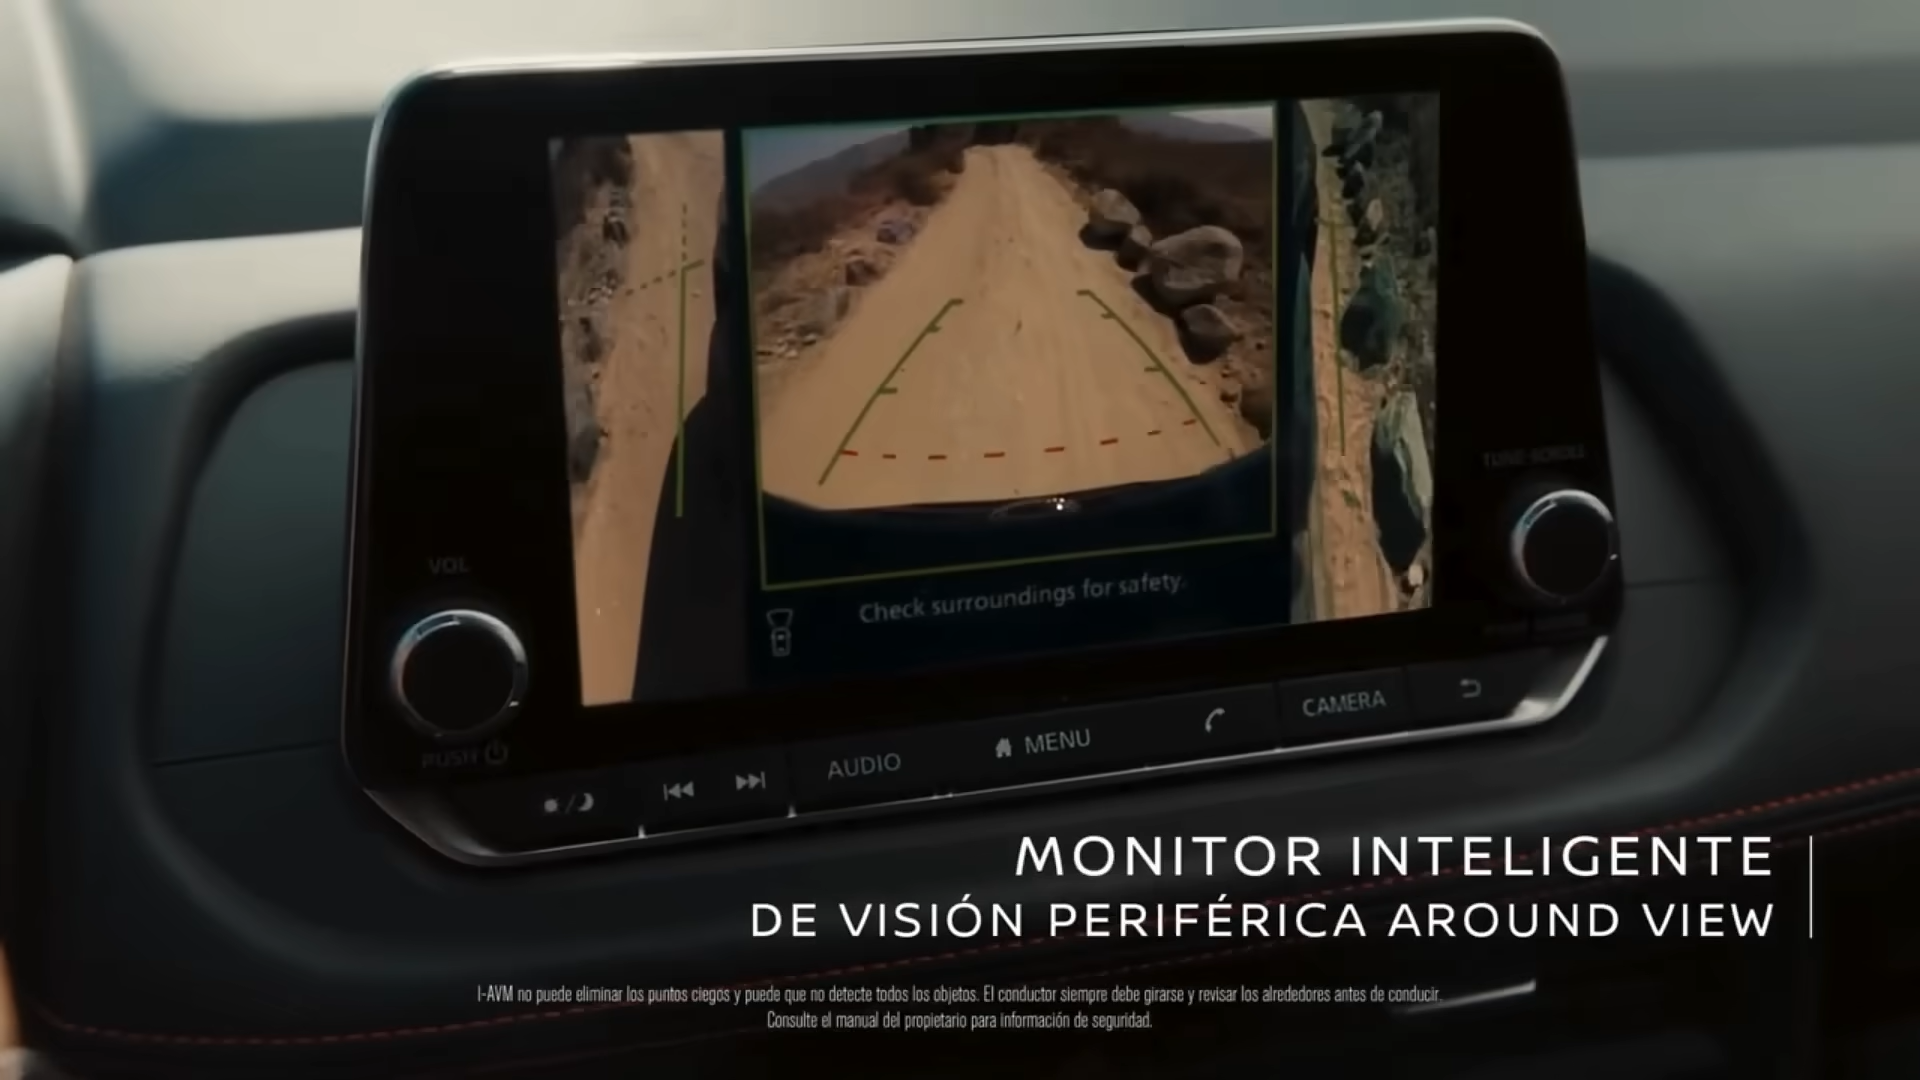 TUNE·SCROLL
VOL
Check surroundings for safety.
PUSH
CAMERA
MENU
AUDIO
MONITOR INTELIGENTE
DE VISIÓN PERIFÉRICA AROUND VIEW
I-AVM no puede eliminar los puntos ciegos y puede que no detecte todos los objetos. El conductor siempre debe girarse y revisar los alrededores antes de conducir.
Consulte el manual del propietario para información de seguridad.